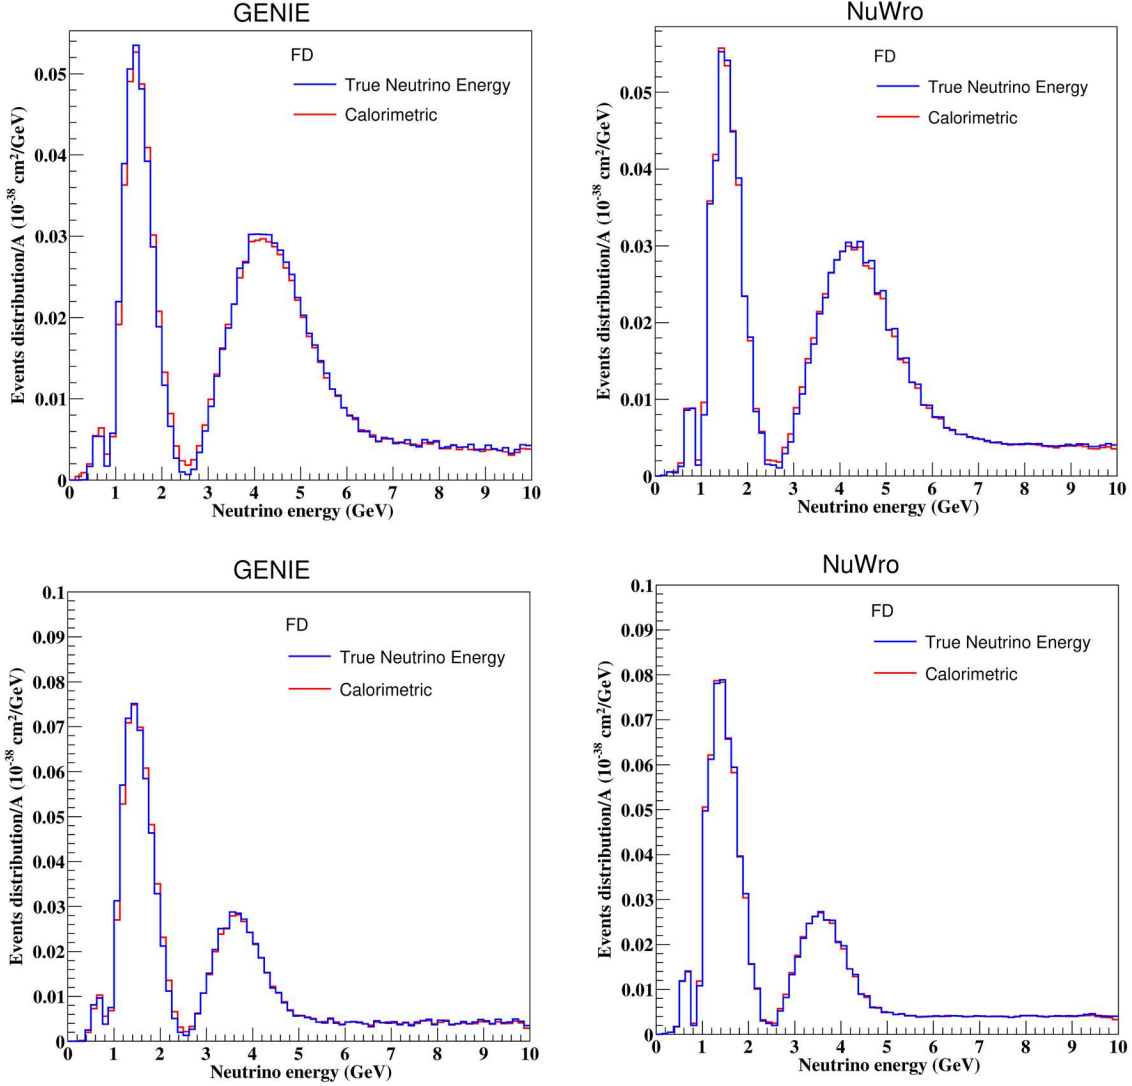 GENIE
FD
True Neutrino Energy
Calorimetric
Events distribution/A (10⁻³⁸ cm²/GeV)
0.05
0.04
0.03
0.02
0.01
0
0 1 2 3 4 5 6 7 8 9 10
Neutrino energy (GeV)
NuWro
FD
True Neutrino Energy
Calorimetric
Events distribution/A (10⁻³⁸ cm²/GeV)
0.05
0.04
0.03
0.02
0.01
0
0 1 2 3 4 5 6 7 8 9 10
Neutrino energy (GeV)
GENIE
FD
True Neutrino Energy
Calorimetric
Events distribution/A (10⁻³⁸ cm²/GeV)
0.1
0.09
0.08
0.07
0.06
0.05
0.04
0.03
0.02
0.01
0
0 1 2 3 4 5 6 7 8 9 10
Neutrino energy (GeV)
NuWro
FD
True Neutrino Energy
Calorimetric
Events distribution/A (10⁻³⁸ cm²/GeV)
0.1
0.09
0.08
0.07
0.06
0.05
0.04
0.03
0.02
0.01
0
0 1 2 3 4 5 6 7 8 9 10
Neutrino energy (GeV)